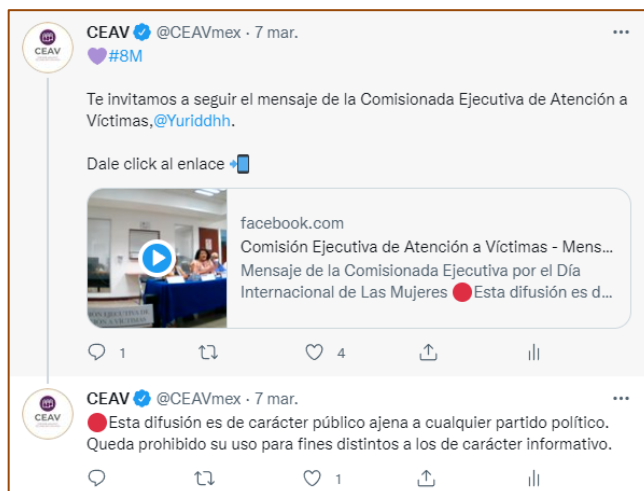 CEAV @CEAVmex · 7 mar.
💜#8M
Te invitamos a seguir el mensaje de la Comisionada Ejecutiva de Atención a
Víctimas,@Yuriddhh.
Dale click al enlace 📲
facebook.com
Comisión Ejecutiva de Atención a Víctimas - Mens...
Mensaje de la Comisionada Ejecutiva por el Día
Internacional de Las Mujeres 🔴Esta difusión es d...
1
4
CEAV @CEAVmex · 7 mar.
🔴Esta difusión es de carácter público ajena a cualquier partido político.
Queda prohibido su uso para fines distintos a los de carácter informativo.
1
CEAV
CEAV